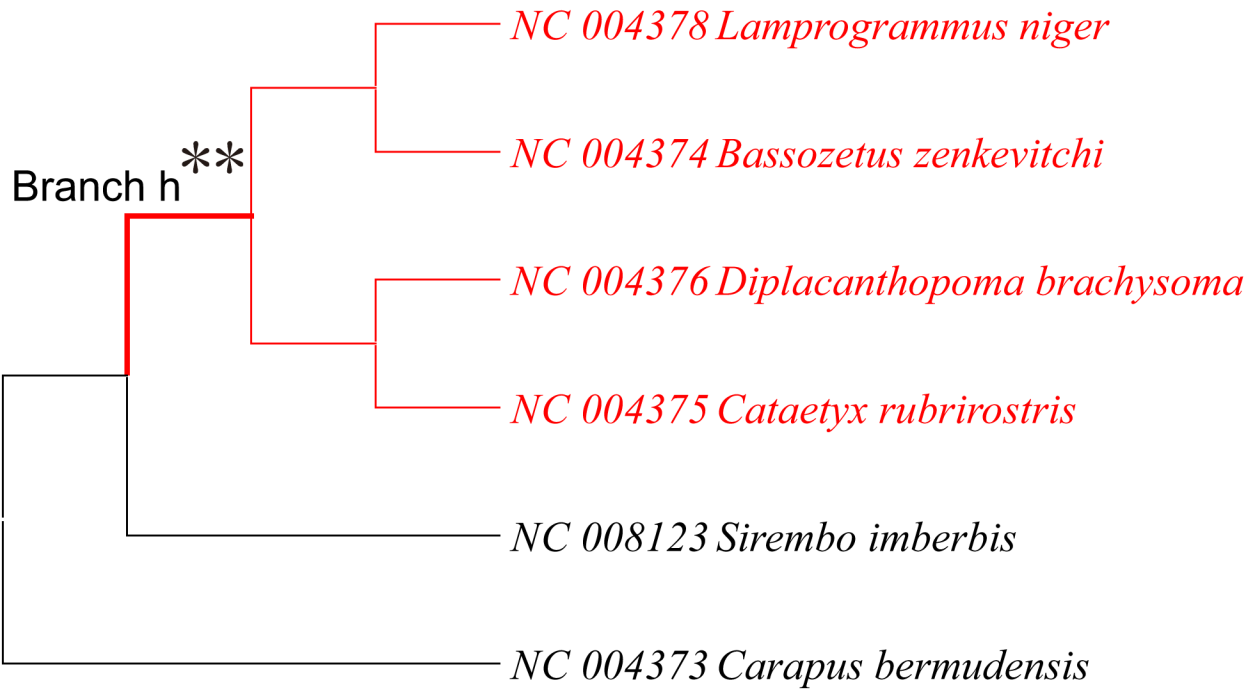 NC 004378 Lamprogrammus niger
Branch h**
NC 004374 Bassozetus zenkevitchi
NC 004376 Diplacanthopoma brachysoma
NC 004375 Cataetyx rubrirostris
NC 008123 Sirembo imberbis
NC 004373 Carapus bermudensis